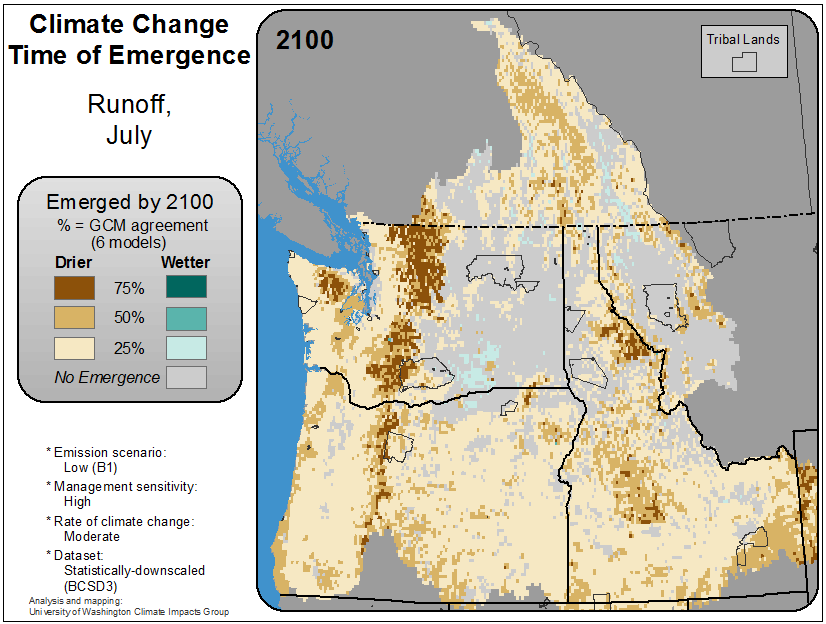 Climate Change
Time of Emergence
Runoff,
July
Emerged by 2100
% = GCM agreement
(6 models)
Drier Wetter
75%
50%
25%
No Emergence
* Emission scenario:
Low (B1)
* Management sensitivity:
High
* Rate of climate change:
Moderate
* Dataset:
Statistically-downscaled
(BCSD3)
Analysis and mapping:
University of Washington Climate Impacts Group
2100
Tribal Lands